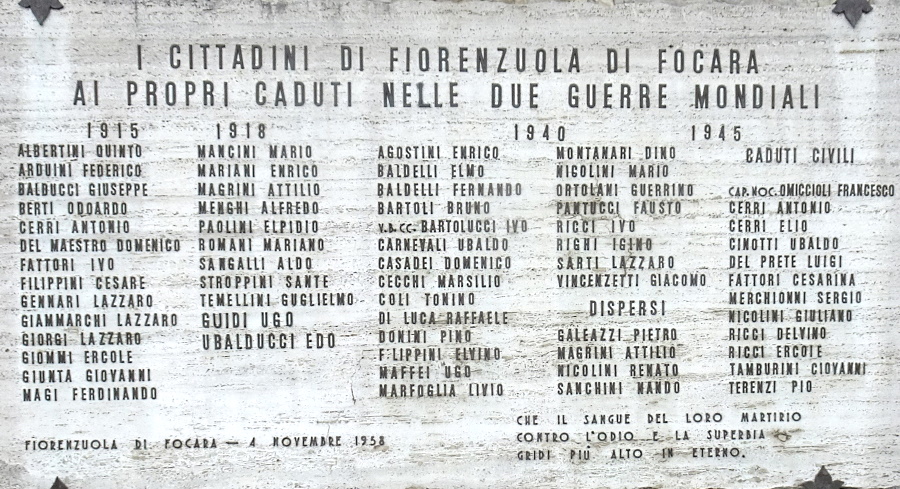 I CITTADINI DI FIORENZUOLA DI FOCARA
AI PROPRI CADUTI NELLE DUE GUERRE MONDIALI
1915 1918
ALBERTINI QUINTO
ARDUINI FEDERICO
BALDUCCI GIUSEPPE
BERTI ODOARDO
CERRI ANTONIO
DEL MAESTRO DOMENICO
FATTORI IVO
FILIPPINI CESARE
GENNARI LAZZARO
GIAMMARCHI LAZZARO
GIORGI LAZZARO
GIOMMI ERCOLE
GIUNTA GIOVANNI
MAGI FERDINANDO
MANCINI MARIO
MARIANI ENRICO
MAGRINI ATTILIO
MENGHI ALFREDO
PAOLINI ELPIDIO
ROMANI MARIANO
SANGALLI ALDO
STROPPINI SANTE
TEMELLINI GUGLIELMO
GUIDI UGO
UBALDUCCI EDO
1940 1945
AGOSTINI ENRICO
BALDELLI ELMO
BALDELLI FERNANDO
BARTOLI BRUNO
V.B.CC. BARTOLUCCI IVO
CARNEVALI UBALDO
CASADEI DOMENICO
CECCHI MARSILIO
COLI TONINO
DI LUCA RAFFAELE
DONINI PINO
FILIPPINI ELVINO
MAFFEI UGO
MARFOGLIA LIVIO
MONTANARI DINO
NICOLINI MARIO
ORTOLANI GUERRINO
PANTUCCI FAUSTO
RICCI IVO
RIGHI IGINO
SARTI LAZZARO
VINCENZETTI GIACOMO
DISPERSI
GALEAZZI PIETRO
MAGRINI ATTILIO
NICOLINI RENATO
SANCHINI NANDO
CADUTI CIVILI
CAP. NOC. OMICCIOLI FRANCESCO
CERRI ANTONIO
CERRI ELIO
CINOTTI UBALDO
DEL PRETE LUIGI
FATTORI CESARINA
MERCHIONNI SERGIO
NICOLINI GIULIANO
RICCI DELVINO
RICCI ERCOLE
TAMBURINI GIOVANNI
TERENZI PIO
FIORENZUOLA DI FOCARA — 4 NOVEMBRE 1958
CHE IL SANGUE DEL LORO MARTIRIO
CONTRO L'ODIO E LA SUPERBIA
GRIDI PIÙ ALTO IN ETERNO.